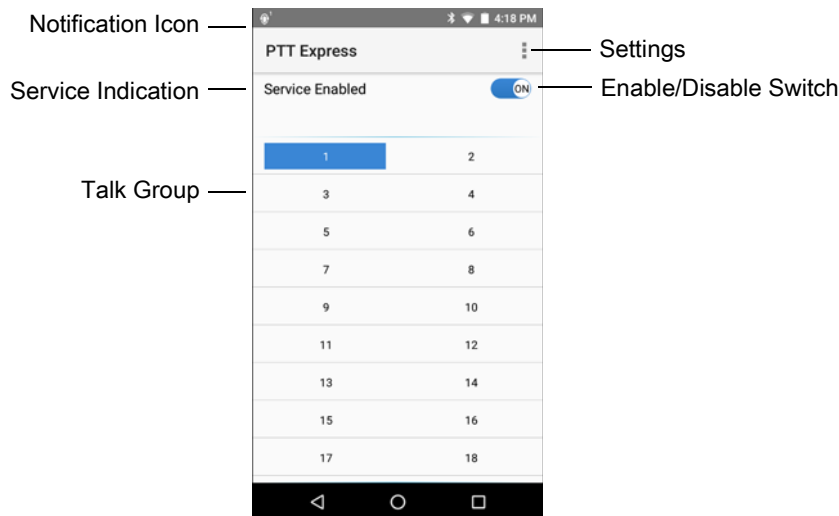 Notification Icon
1
4:18 PM
PTT Express
Settings
Service Indication
Service Enabled
ON
Enable/Disable Switch
1 2
Talk Group
3 4
5 6
7 8
9 10
11 12
13 14
15 16
17 18